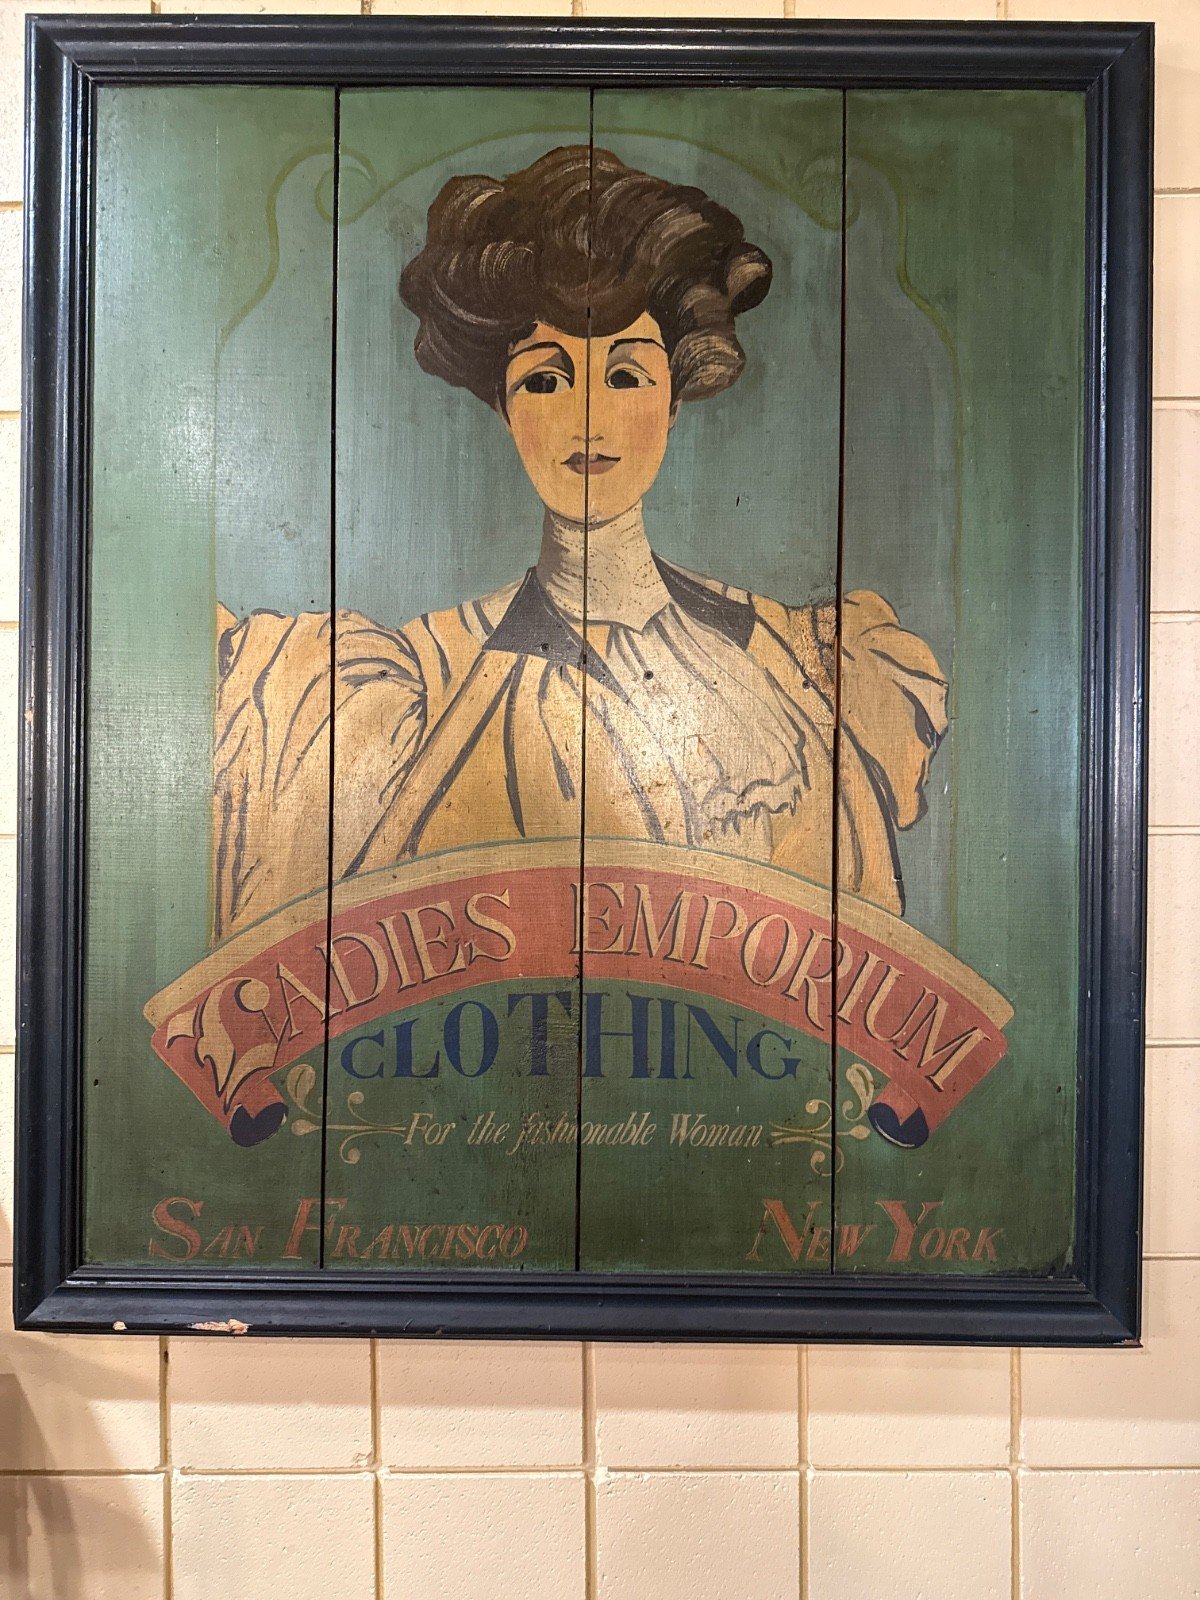 LADIES EMPORIUM
CLOTHING
For the fashionable Woman
SAN FRANCISCO NEW YORK